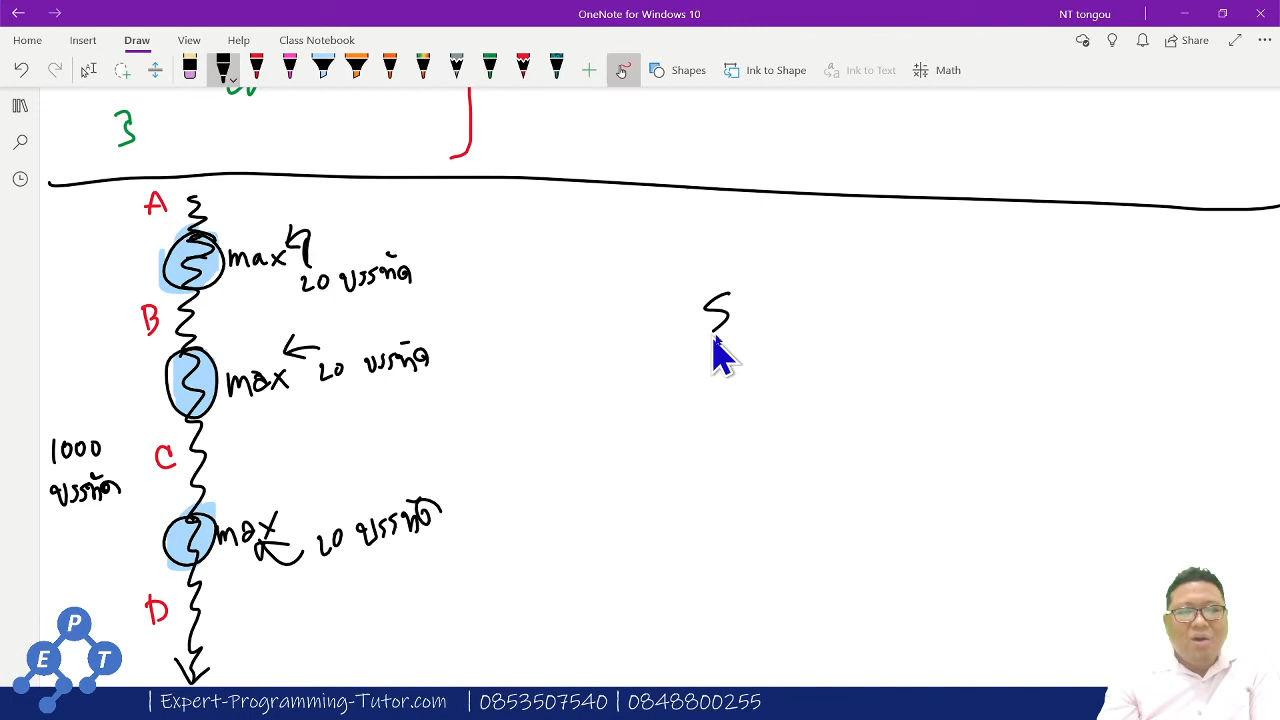 OneNote for Windows 10
NT tongou
Home Insert Draw View Help Class Notebook
Share
Shapes Ink to Shape Ink to Text Math
3
A
max
20 บรรทัด
B
max
20 บรรทัด
1000
บรรทัด
C
max
20 บรรทัด
D
S
P
E T
| Expert-Programming-Tutor.com | 0853507540 | 0848800255